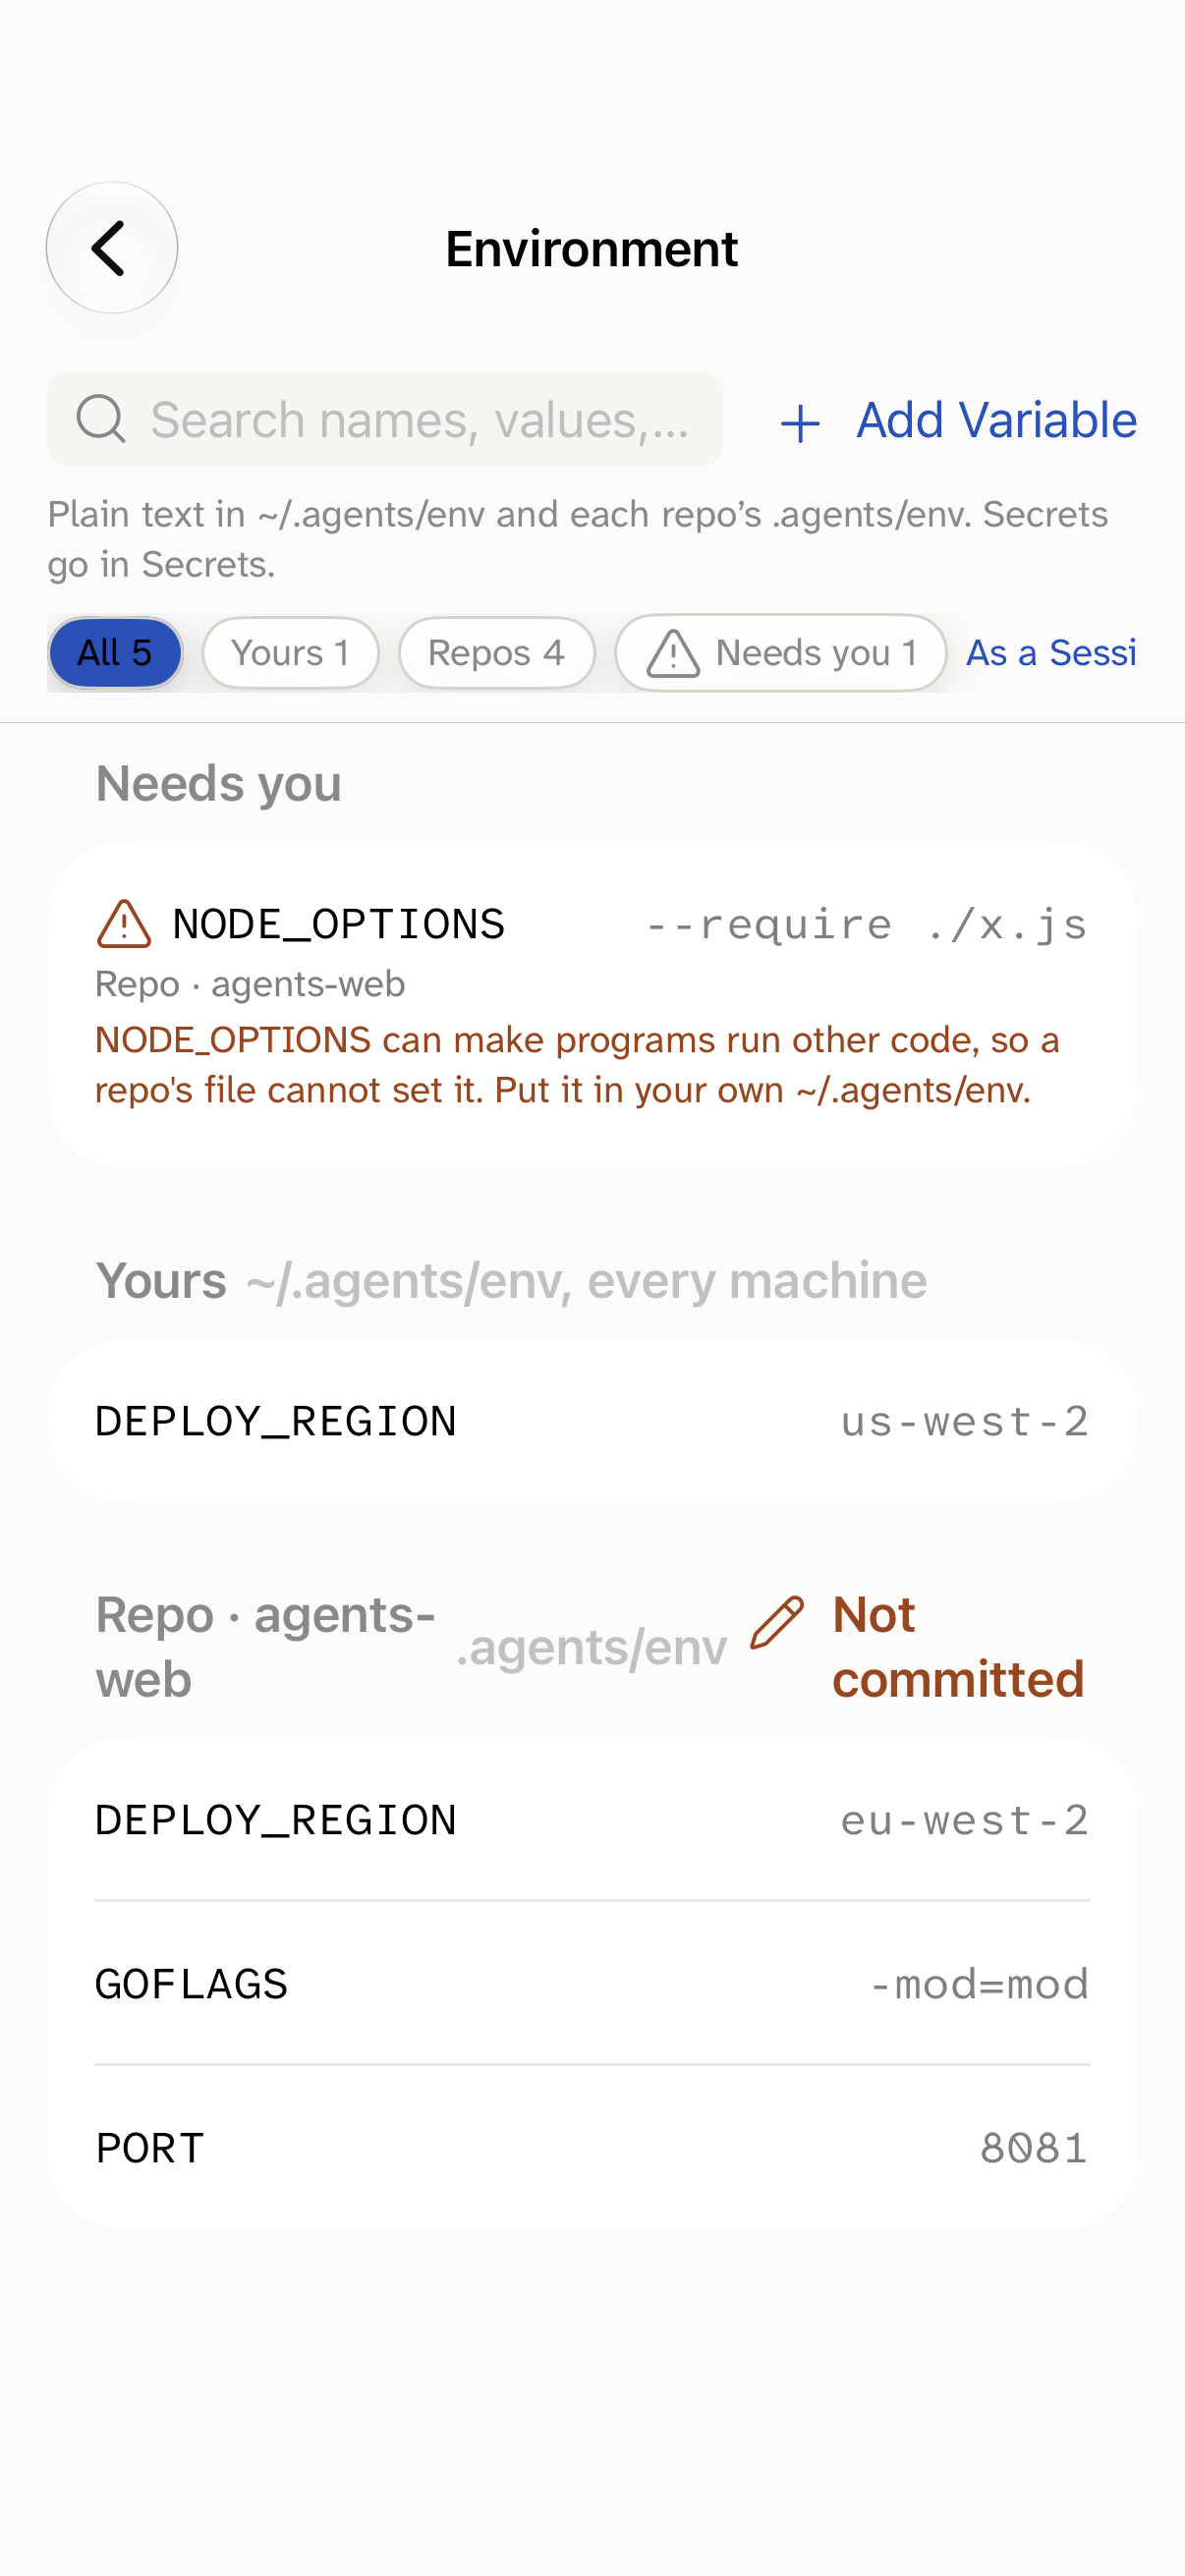 Environment
Search names, values,...
+ Add Variable
Plain text in ~/.agents/env and each repo’s .agents/env. Secrets
go in Secrets.
All 5
Yours 1
Repos 4
Needs you 1
As a Sessi
Needs you
NODE_OPTIONS --require ./x.js
Repo · agents-web
NODE_OPTIONS can make programs run other code, so a
repo's file cannot set it. Put it in your own ~/.agents/env.
Yours ~/.agents/env, every machine
DEPLOY_REGION us-west-2
Repo · agents-
web
.agents/env
Not
committed
DEPLOY_REGION eu-west-2
GOFLAGS -mod=mod
PORT 8081